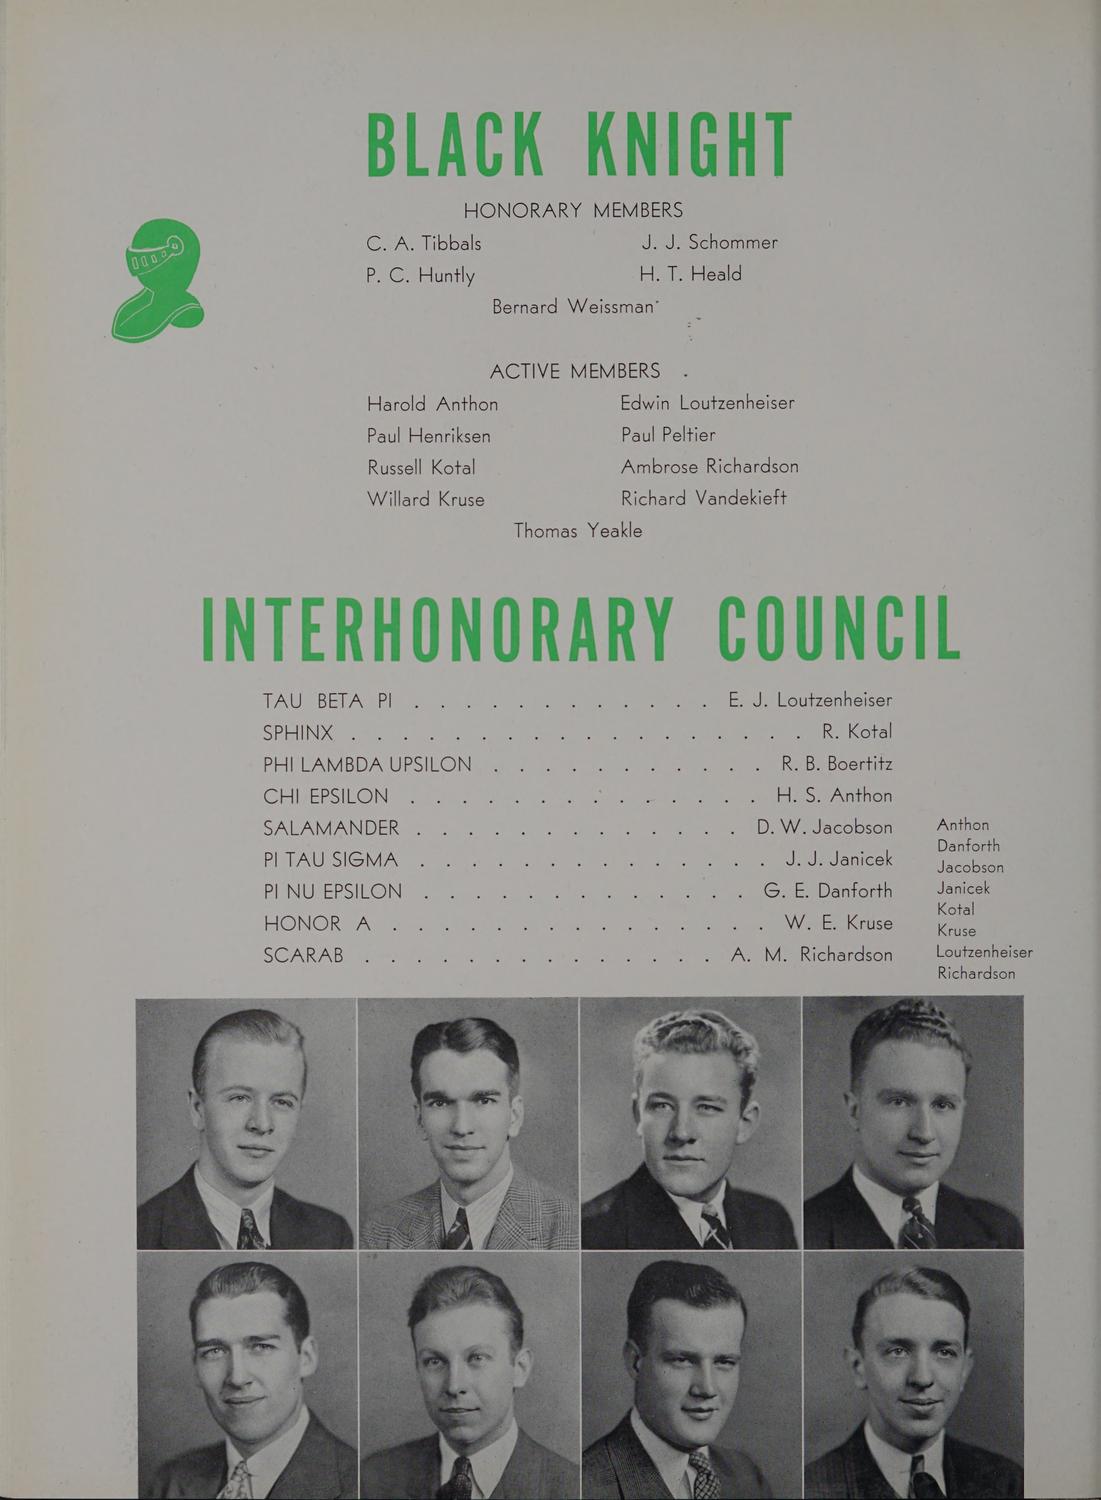 BLACK KNIGHT
HONORARY MEMBERS
C. A. Tibbals J. J. Schommer
P. C. Huntly H. T. Heald
Bernard Weissman
ACTIVE MEMBERS
Harold Anthon Edwin Loutzenheiser
Paul Henriksen Paul Peltier
Russell Kotal Ambrose Richardson
Willard Kruse Richard Vandekieft
Thomas Yeakle
INTERHONORARY COUNCIL
TAU BETA PI . . . . . . . . . . . . E. J. Loutzenheiser
SPHINX . . . . . . . . . . . . . . . . . . R. Kotal
PHI LAMBDA UPSILON . . . . . . . . . . . R. B. Boertitz
CHI EPSILON . . . . . . . . . . . . . . H. S. Anthon
SALAMANDER . . . . . . . . . . . . . D. W. Jacobson
PI TAU SIGMA . . . . . . . . . . . . . . J. J. Janicek
PI NU EPSILON . . . . . . . . . . . . . G. E. Danforth
HONOR A . . . . . . . . . . . . . . . W. E. Kruse
SCARAB . . . . . . . . . . . . . . A. M. Richardson
Anthon
Danforth
Jacobson
Janicek
Kotal
Kruse
Loutzenheiser
Richardson